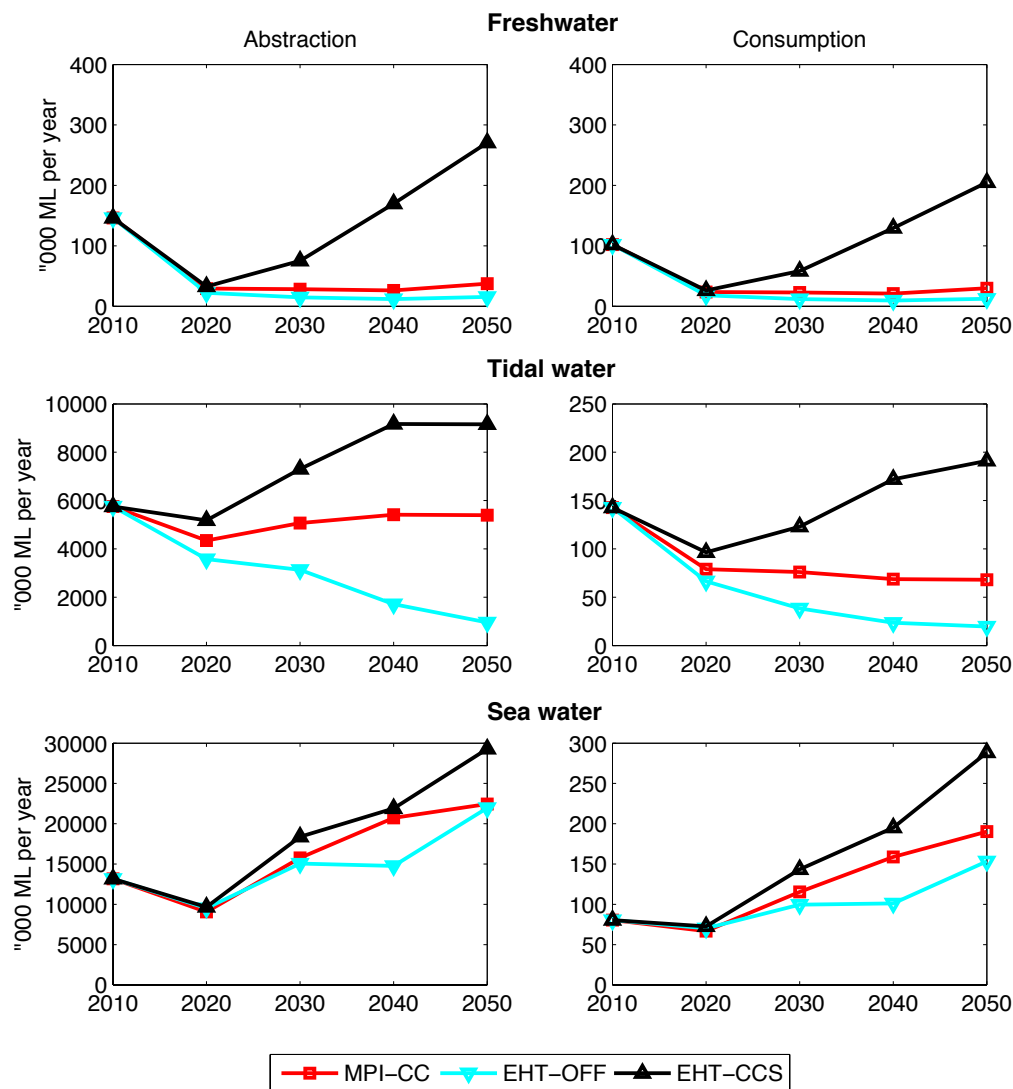 Freshwater
Abstraction Consumption
400 400
300 300
200 200
100 100
0 0
"000 ML per year
2010 2020 2030 2040 2050 2010 2020 2030 2040 2050
Tidal water
10000 250
8000 200
6000 150
4000 100
2000 50
0 0
"000 ML per year
2010 2020 2030 2040 2050 2010 2020 2030 2040 2050
Sea water
30000 300
25000 250
20000 200
15000 150
10000 100
5000 50
0 0
"000 ML per year
2010 2020 2030 2040 2050 2010 2020 2030 2040 2050
MPI−CC EHT−OFF EHT−CCS